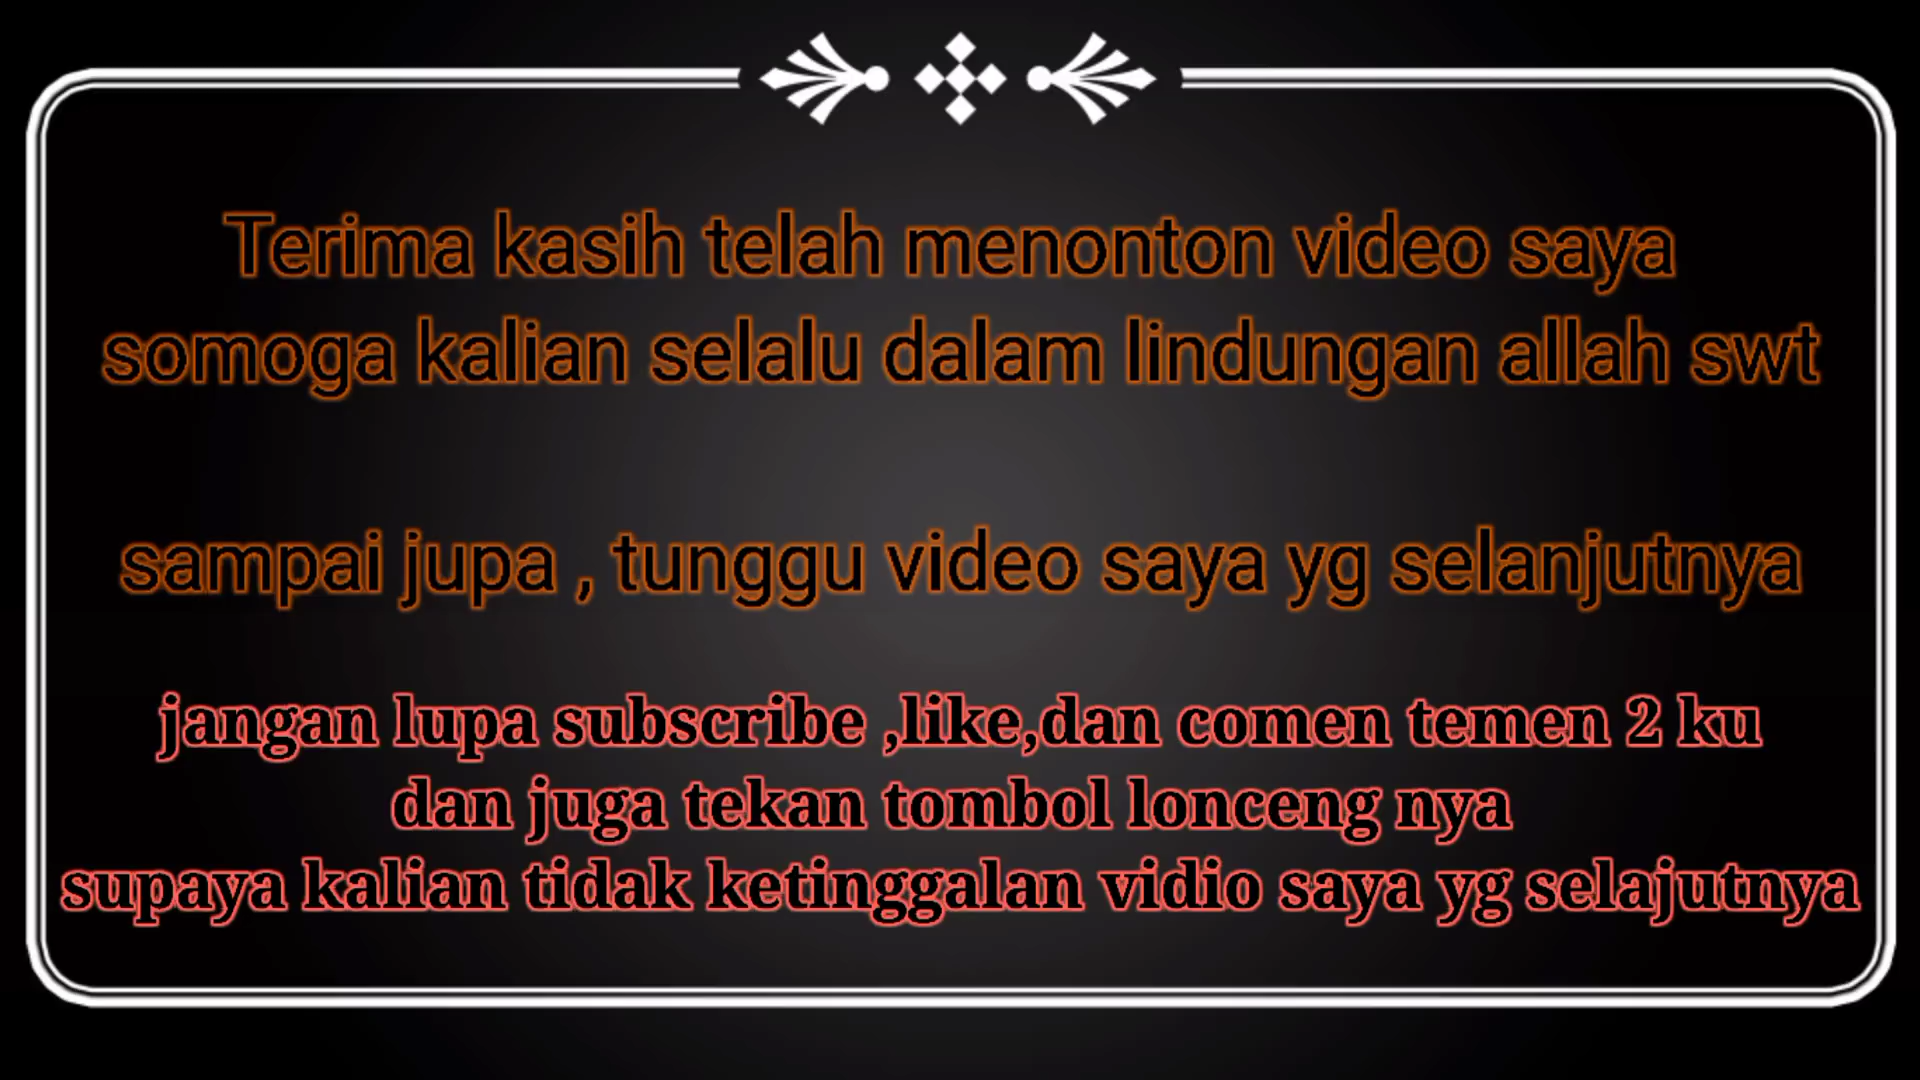 Terima kasih telah menonton video saya
somoga kalian selalu dalam lindungan allah swt
sampai jupa , tunggu video saya yg selanjutnya
jangan lupa subscribe ,like,dan comen temen 2 ku
dan juga tekan tombol lonceng nya
supaya kalian tidak ketinggalan vidio saya yg selajutnya